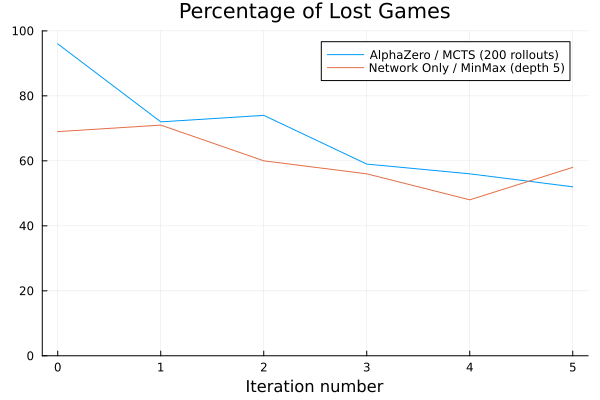 Percentage of Lost Games
100
80
60
40
20
0
AlphaZero / MCTS (200 rollouts)
Network Only / MinMax (depth 5)
0 1 2 3 4 5
Iteration number